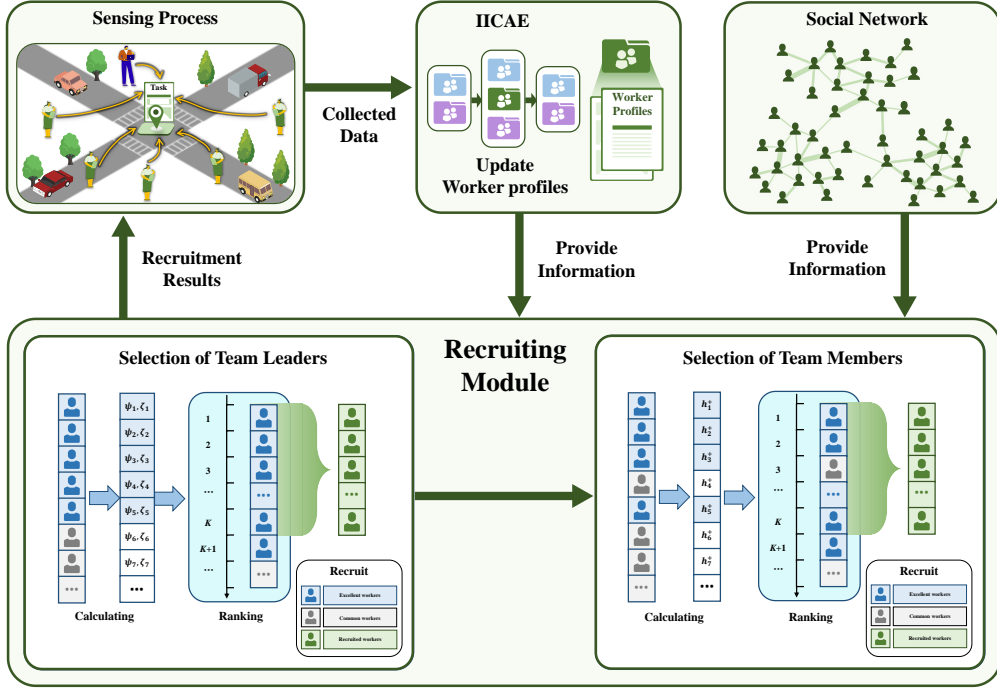 Sensing Process
Task
Collected
Data
IICAE
Worker
Profiles
Update
Worker profiles
Social Network
Recruitment
Results
Provide
Information
Provide
Information
Recruiting
Module
Selection of Team Leaders
ψ₁, ζ₁
ψ₂, ζ₂
ψ₃, ζ₃
ψ₄, ζ₄
ψ₅, ζ₅
ψ₆, ζ₆
ψ₇, ζ₇
...
...
1
2
3
...
K
K+1
...
...
...
...
Calculating
Ranking
Recruit
Excellent workers
Common workers
Recruited workers
Selection of Team Members
h₁⁺
h₂⁺
h₃⁺
h₄⁺
h₅⁺
h₆⁺
h₇⁺
...
...
1
2
3
...
K
K+1
...
...
...
...
Calculating
Ranking
Recruit
Excellent workers
Common workers
Recruited workers